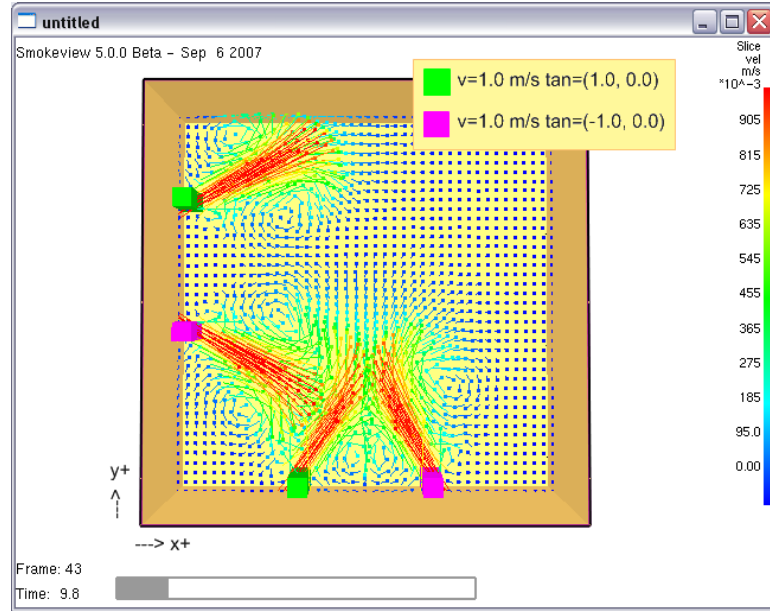 untitled
Smokeview 5.0.0 Beta – Sep 6 2007
Slice
vel
m/s
*10^-3
v=1.0 m/s tan=(1.0, 0.0)
v=1.0 m/s tan=(-1.0, 0.0)
905
815
725
635
545
455
365
275
185
95.0
0.00
y+
---> x+
Frame: 43
Time: 9.8